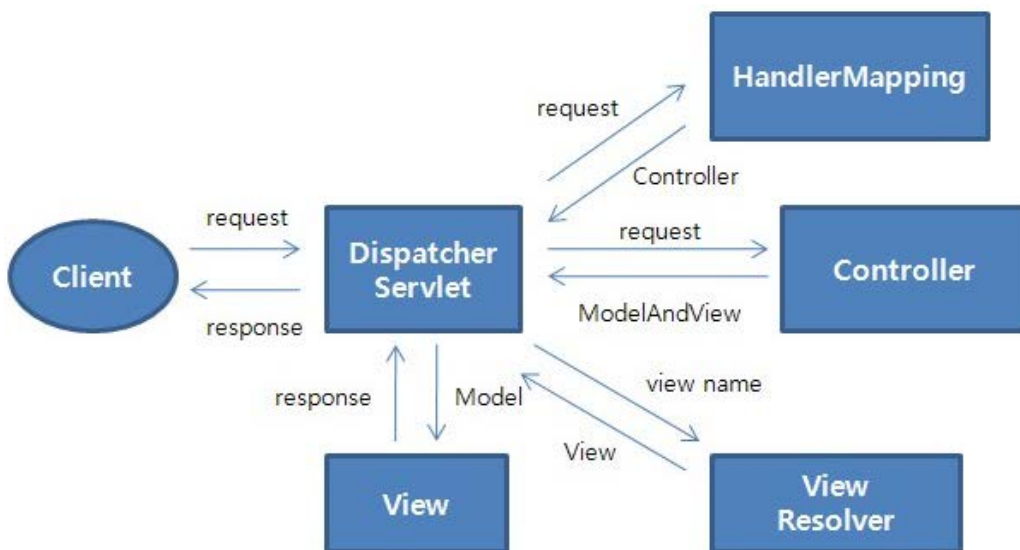 HandlerMapping
request
Controller
request
Dispatcher
Servlet
request
Controller
Client
ModelAndView
response
response
Model
view name
View
View
View
Resolver